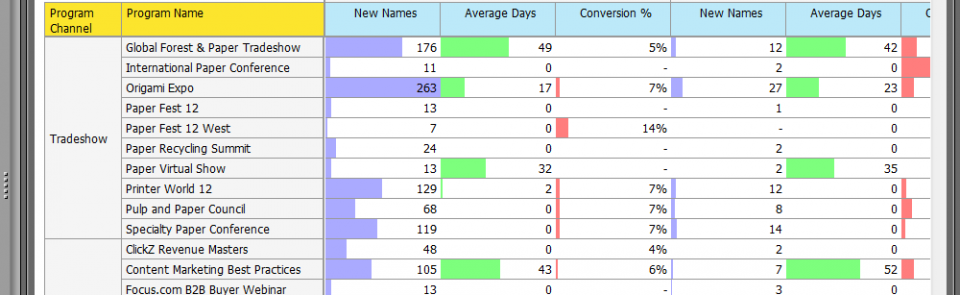 Program Channel Program Name New Names Average Days Conversion % New Names Average Days C
Global Forest & Paper Tradeshow 176 49 5% 12 42
International Paper Conference 11 0 - 2 0
Origami Expo 263 17 7% 27 23
Paper Fest 12 13 0 - 1 0
Paper Fest 12 West 7 0 14% - 0
Tradeshow Paper Recycling Summit 24 0 - 2 0
Paper Virtual Show 13 32 - 2 35
Printer World 12 129 2 7% 12 0
Pulp and Paper Council 68 0 7% 8 0
Specialty Paper Conference 119 0 7% 14 0
ClickZ Revenue Masters 48 0 4% 2 0
Content Marketing Best Practices 105 43 6% 7 52
Focus.com B2B Buyer Webinar 13 0 - 3 0